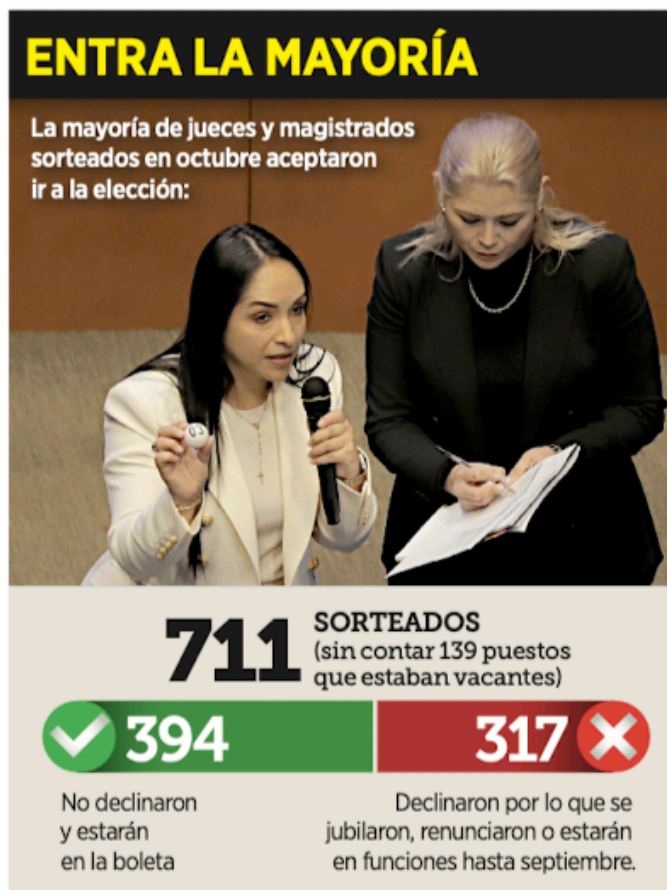 ENTRA LA MAYORÍA
La mayoría de jueces y magistrados
sorteados en octubre aceptaron
ir a la elección:
03
711
SORTEADOS
(sin contar 139 puestos
que estaban vacantes)
394
317
No declinaron
y estarán
en la boleta
Declinaron por lo que se
jubilaron, renunciaron o estarán
en funciones hasta septiembre.